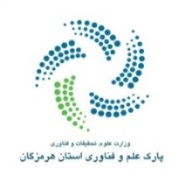 وزارت علوم، تحقیقات و فناوری
پارک علم و فناوری استان هرمزگان